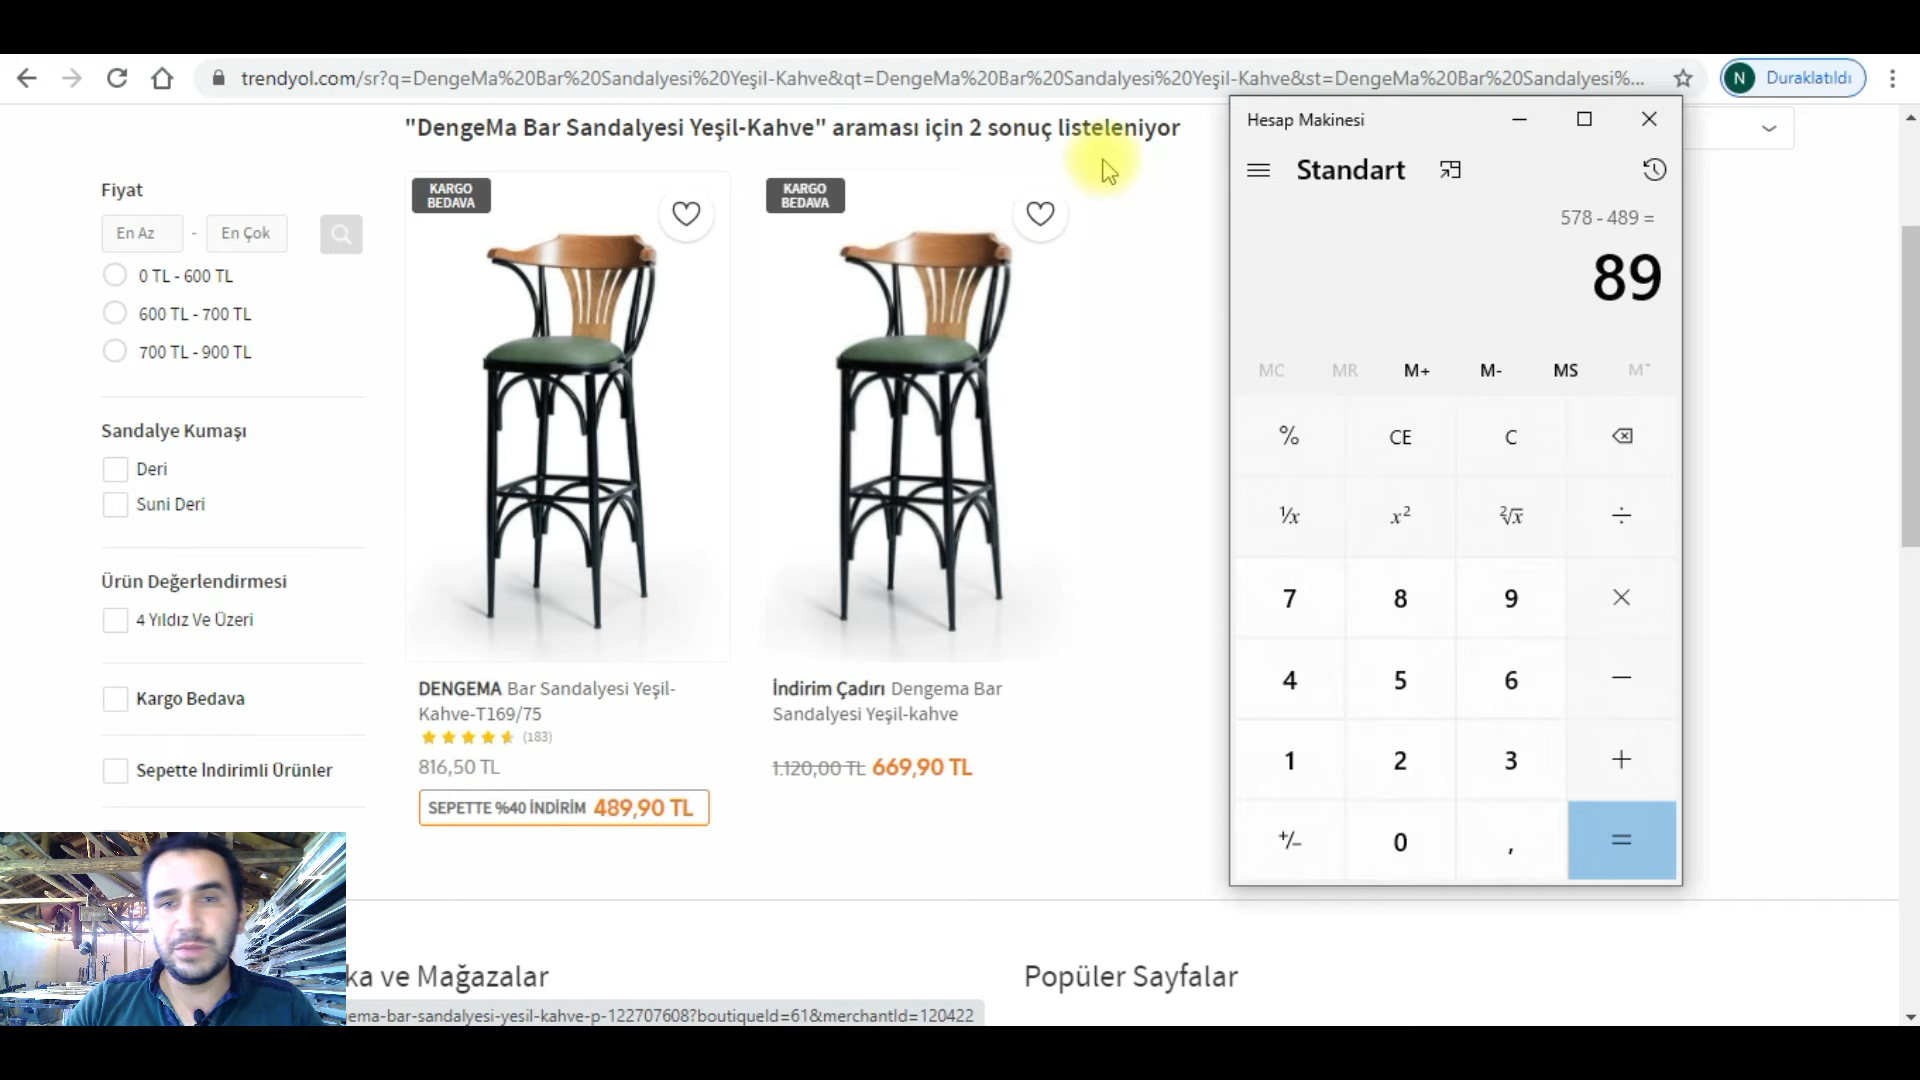 trendyol.com/sr?q=DengeMa%20Bar%20Sandalyesi%20Yeşil-Kahve&qt=DengeMa%20Bar%20Sandalyesi%20Yeşil-Kahve&st=DengeMa%20Bar%20Sandalyesi%...
N Duraklatıldı
"DengeMa Bar Sandalyesi Yeşil-Kahve" araması için 2 sonuç listeleniyor
Fiyat
En Az - En Çok
0 TL - 600 TL
600 TL - 700 TL
700 TL - 900 TL
Sandalye Kumaşı
Deri
Suni Deri
Ürün Değerlendirmesi
4 Yıldız Ve Üzeri
Kargo Bedava
Sepette İndirimli Ürünler
KARGO
BEDAVA
DENGEMA Bar Sandalyesi Yeşil-
Kahve-T169/75
(183)
816,50 TL
SEPETTE %40 İNDİRİM 489,90 TL
KARGO
BEDAVA
İndirim Çadırı Dengema Bar
Sandalyesi Yeşil-kahve
1.120,00 TL 669,90 TL
Hesap Makinesi
Standart
578 - 489 =
89
MC MR M+ M- MS M˅
% CE C
¹/x x² ²√x ÷
7 8 9 ×
4 5 6 −
1 2 3 +
+/− 0 , =
ka ve Mağazalar
Popüler Sayfalar
ema-bar-sandalyesi-yesil-kahve-p-122707608?boutiqueId=61&merchantId=120422